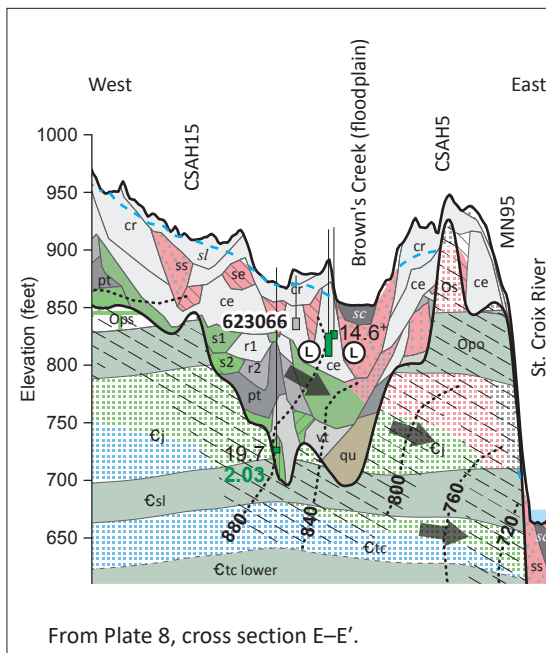 West
East
CSAH15
Brown's Creek (floodplain)
CSAH5
MN95
St. Croix River
Elevation (feet)
1000
950
900
850
800
750
700
650
cr
sl
ss
se
pt
ce
Ops
s1
s2
r1
r2
pt
623066
cr
L
L
14.6+
ce
sc
cr
ce
Os
ce
Opo
vt
qu
19.7
2.03
Ꞓj
Ꞓj
Ꞓsl
Ꞓtc
Ꞓtc lower
880
840
800
760
720
sc
ss
From Plate 8, cross section E–E′.